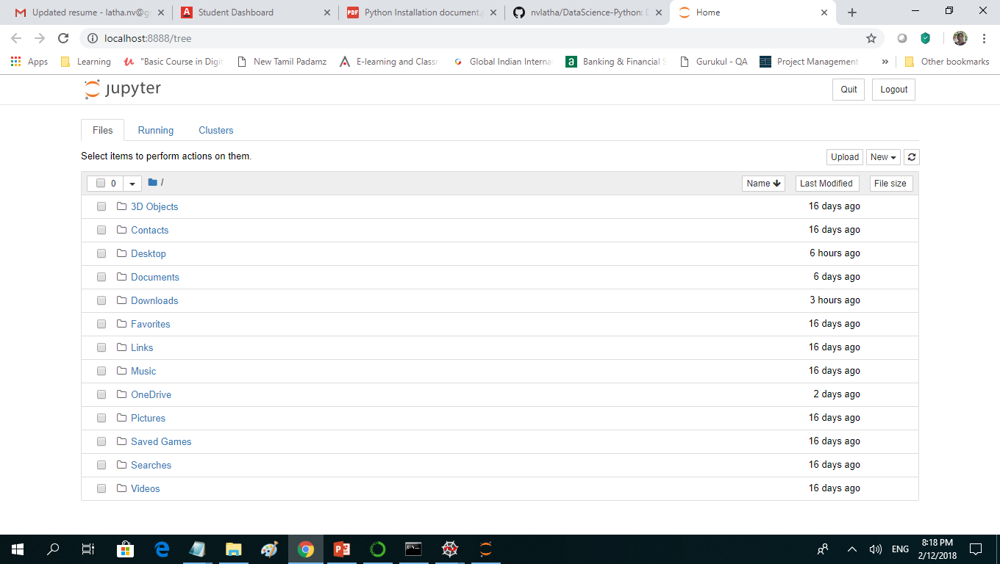 Updated resume - latha.nv@g
Student Dashboard
PDF Python Installation document.
nvlatha/DataScience-Python: D
Home
localhost:8888/tree
Apps
Learning
"Basic Course in Digit
New Tamil Padamz
E-learning and Class
Global Indian Interna
a Banking & Financial S
Gurukul - QA
Project Management
»
Other bookmarks
jupyter
Quit
Logout
Files
Running
Clusters
Select items to perform actions on them.
Upload
New
0
/
Name
Last Modified
File size
3D Objects 16 days ago
Contacts 16 days ago
Desktop 6 hours ago
Documents 6 days ago
Downloads 3 hours ago
Favorites 16 days ago
Links 16 days ago
Music 16 days ago
OneDrive 2 days ago
Pictures 16 days ago
Saved Games 16 days ago
Searches 16 days ago
Videos 16 days ago
ENG
8:18 PM
2/12/2018